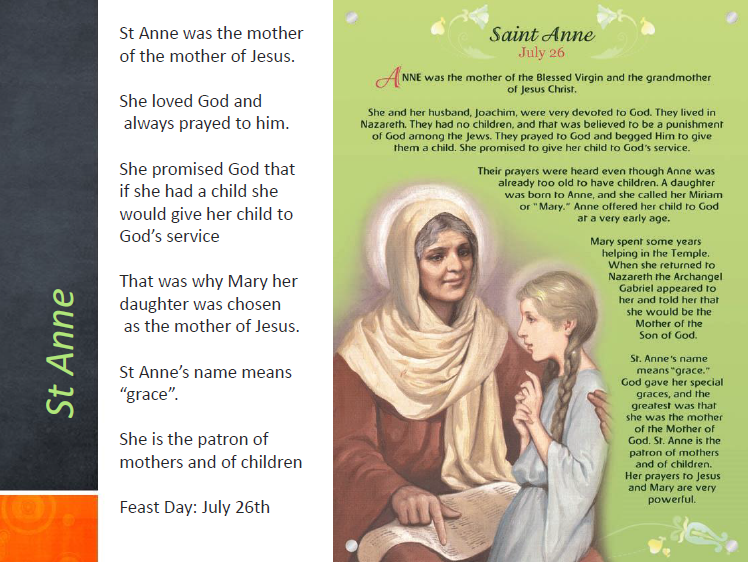 St Anne
St Anne was the mother
of the mother of Jesus.
She loved God and
always prayed to him.
She promised God that
if she had a child she
would give her child to
God's service
That was why Mary her
daughter was chosen
as the mother of Jesus.
St Anne's name means
“grace”.
She is the patron of
mothers and of children
Feast Day: July 26th
Saint Anne
July 26
ANNE was the mother of the Blessed Virgin and the grandmother
of Jesus Christ.
She and her husband, Joachim, were very devoted to God. They lived in
Nazareth. They had no children, and that was believed to be a punishment
of God among the Jews. They prayed to God and begged Him to give
them a child. She promised to give her child to God's service.
Their prayers were heard even though Anne was
already too old to have children. A daughter
was born to Anne, and she called her Miriam
or “Mary.” Anne offered her child to God
at a very early age.
Mary spent some years
helping in the Temple.
When she returned to
Nazareth the Archangel
Gabriel appeared to
her and told her that
she would be the
Mother of the
Son of God.
St. Anne's name
means “grace.”
God gave her special
graces, and the
greatest was that
she was the mother
of the Mother of
God. St. Anne is the
patron of mothers
and of children.
Her prayers to Jesus
and Mary are very
powerful.